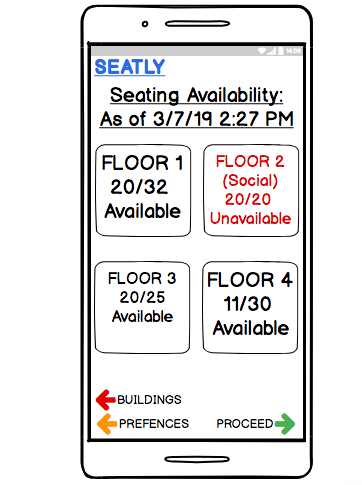 SEATLY
Seating Availability:
As of 3/7/19 2:27 PM
FLOOR 1
20/32
Available
FLOOR 2
(Social)
20/20
Unavailable
FLOOR 3
20/25
Available
FLOOR 4
11/30
Available
BUILDINGS
PREFENCES
PROCEED